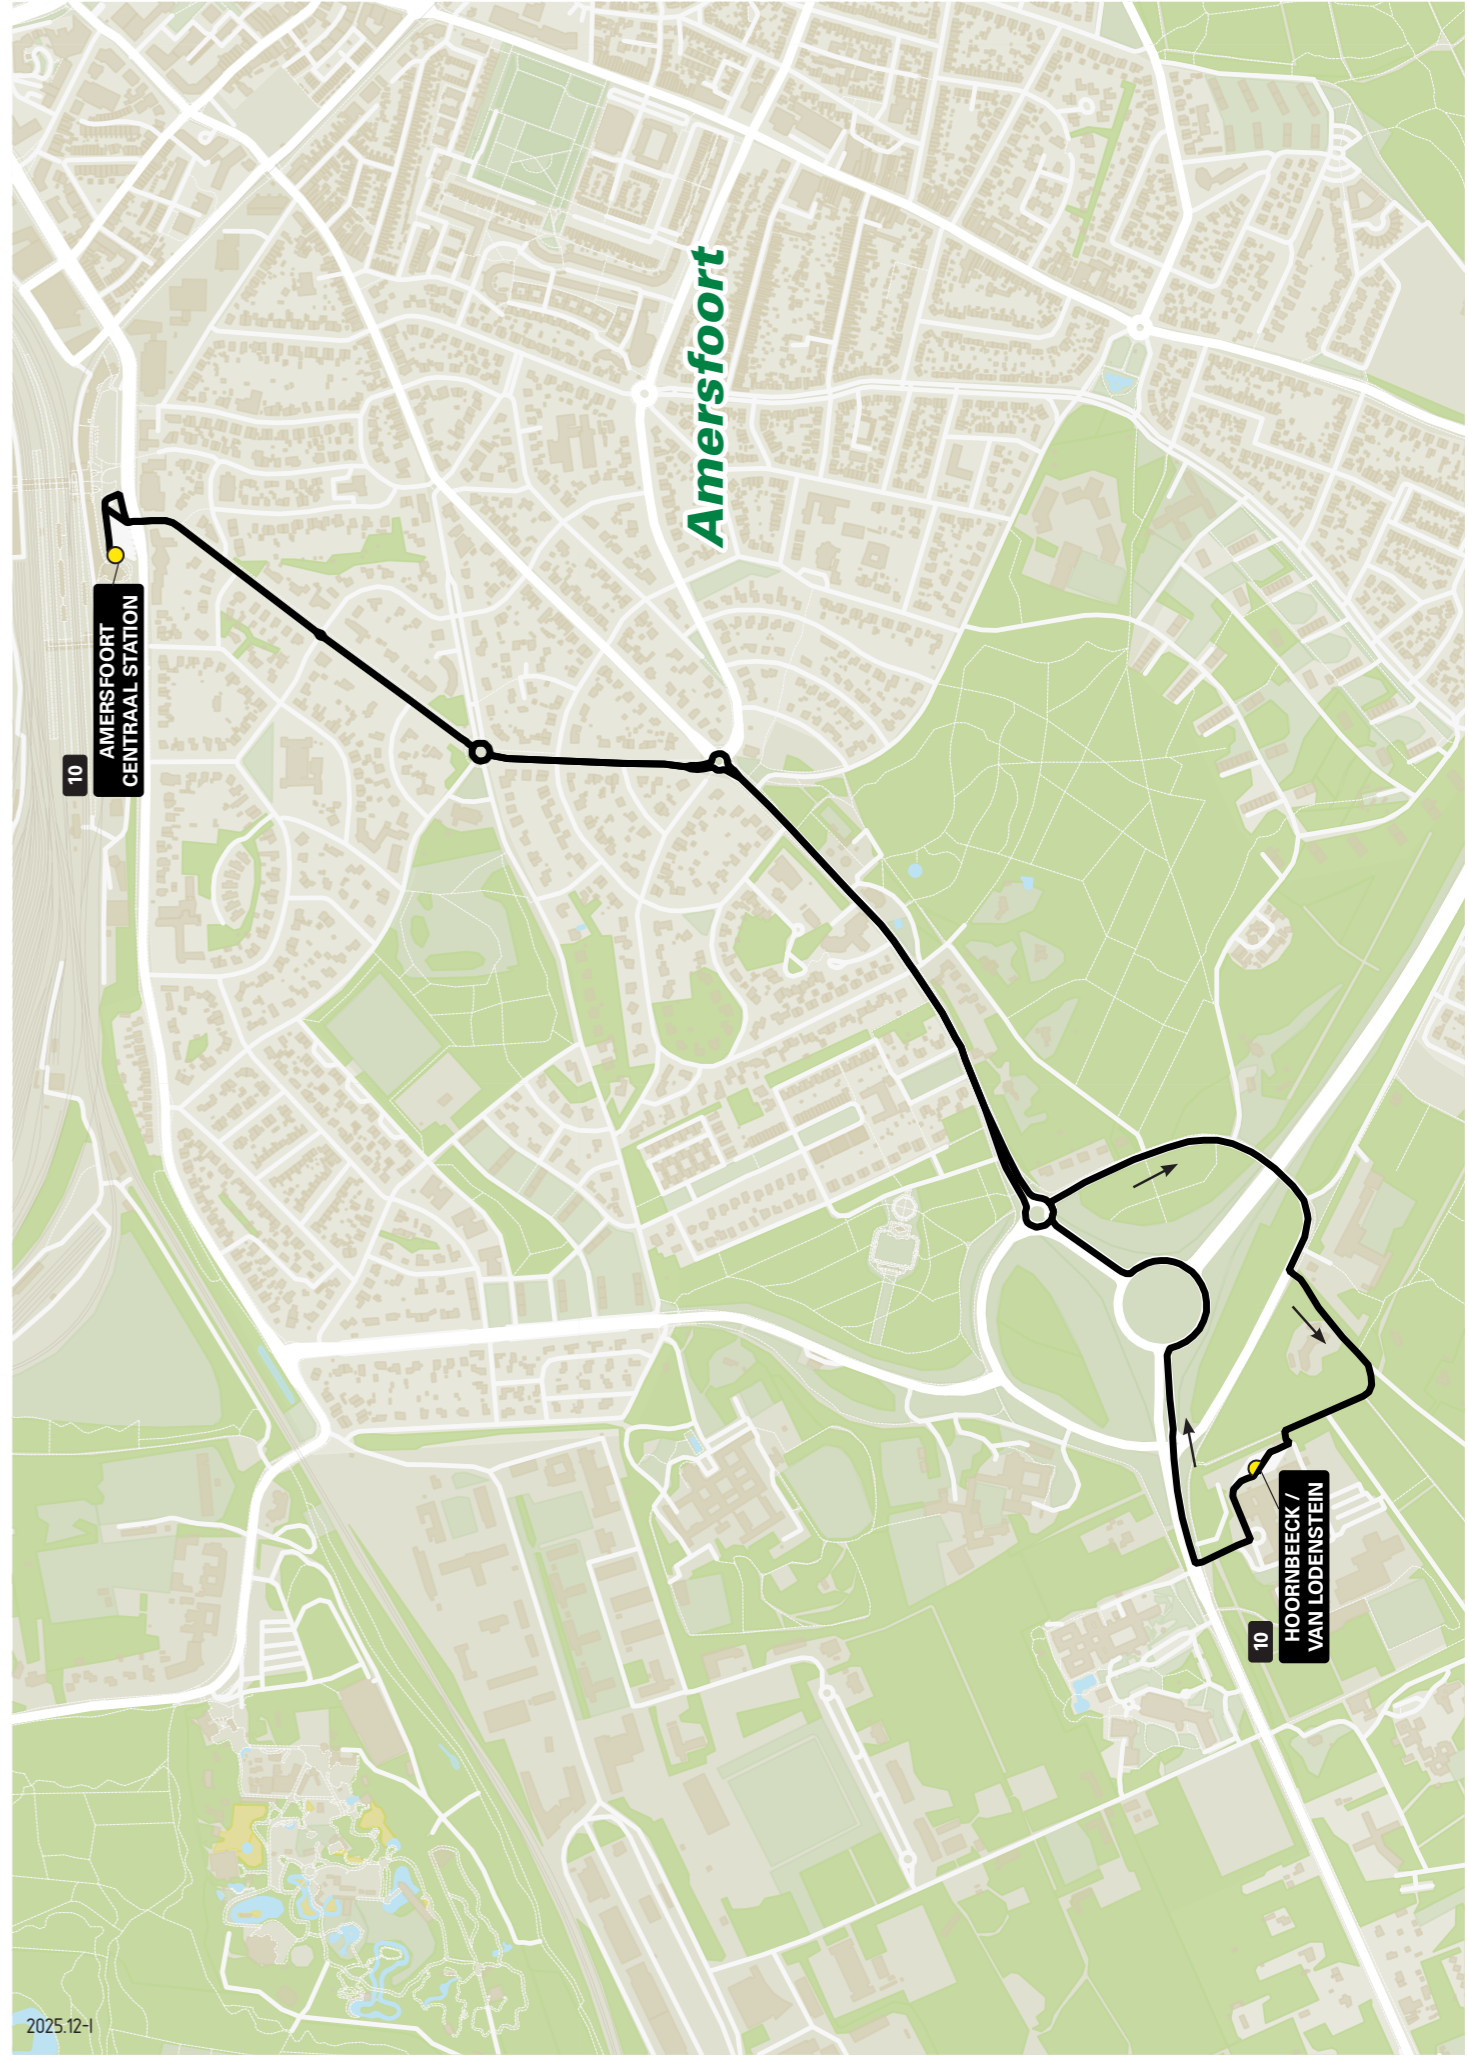 10
AMERSFOORT
CENTRAAL STATION
Amersfoort
10
HOORNBEECK /
VAN LODENSTEIN
2025.12-I